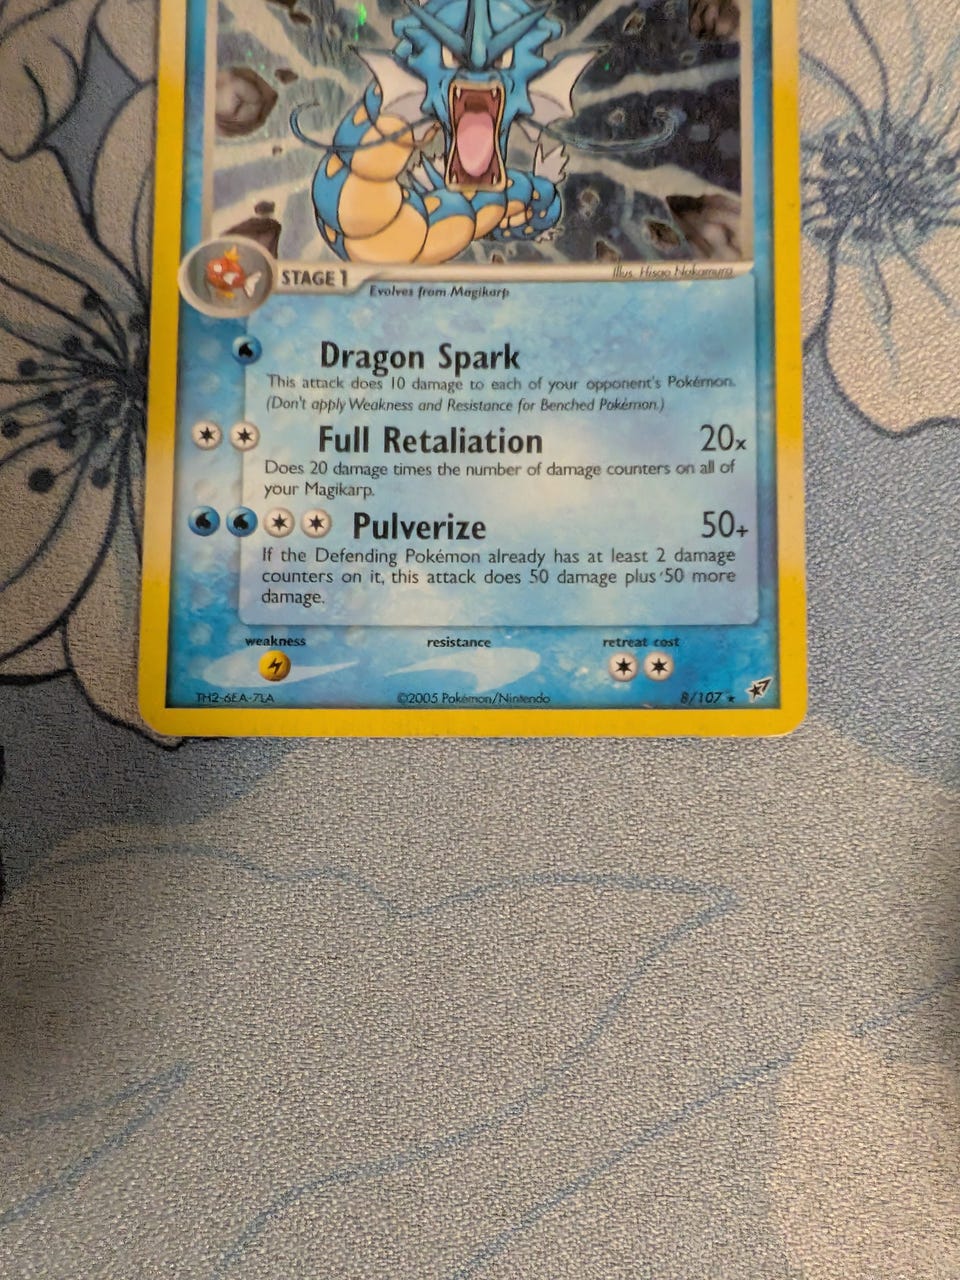 STAGE 1
Illus. Hisao Nakamura
Evolves from Magikarp
Dragon Spark
This attack does 10 damage to each of your opponent's Pokémon.
(Don't apply Weakness and Resistance for Benched Pokémon.)
Full Retaliation 20x
Does 20 damage times the number of damage counters on all of
your Magikarp.
Pulverize 50+
If the Defending Pokémon already has at least 2 damage
counters on it, this attack does 50 damage plus 50 more
damage.
weakness resistance retreat cost
TH2-6EA-7LA ©2005 Pokémon/Nintendo 8/107 ★